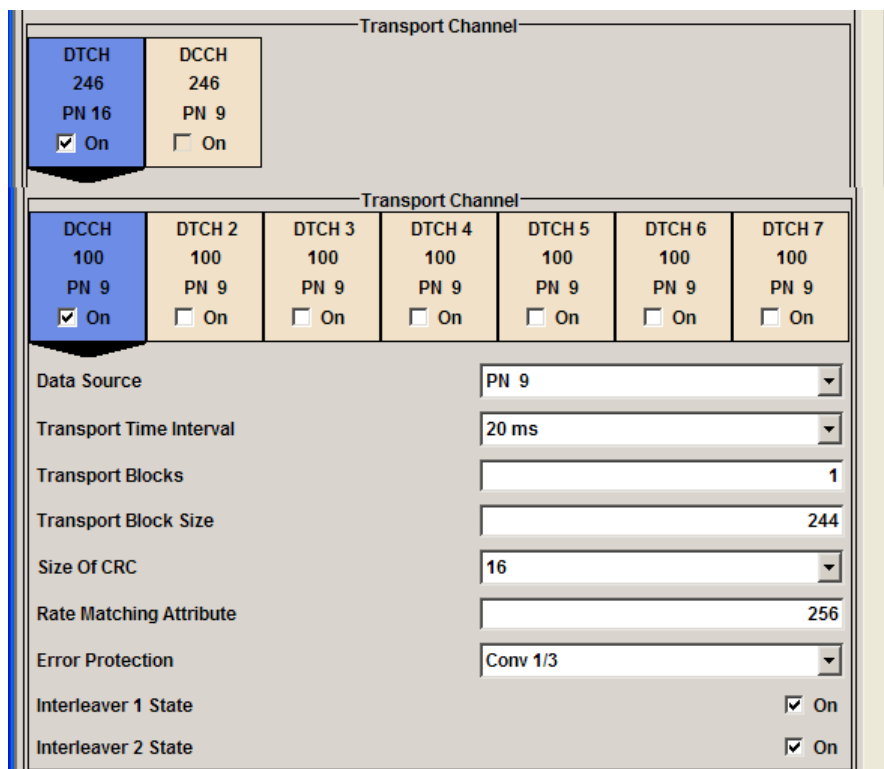 Transport Channel
DTCH DCCH
246 246
PN 16 PN 9
On On
Transport Channel
DCCH DTCH 2 DTCH 3 DTCH 4 DTCH 5 DTCH 6 DTCH 7
100 100 100 100 100 100 100
PN 9 PN 9 PN 9 PN 9 PN 9 PN 9 PN 9
On On On On On On On
Data Source PN 9
Transport Time Interval 20 ms
Transport Blocks 1
Transport Block Size 244
Size Of CRC 16
Rate Matching Attribute 256
Error Protection Conv 1/3
Interleaver 1 State On
Interleaver 2 State On